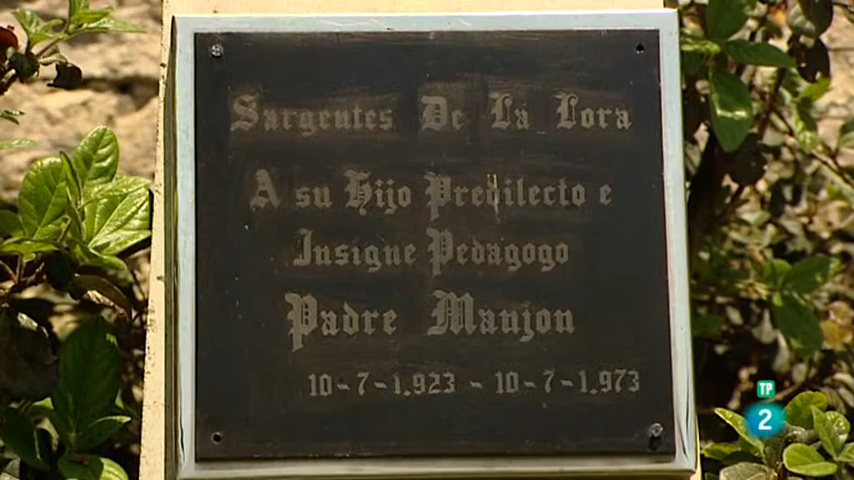 Sargentes De La Lora
A su Hijo Predilecto e
Insigne Pedagogo
Padre Manjon
10-7-1.923 - 10-7-1.973
tp
2